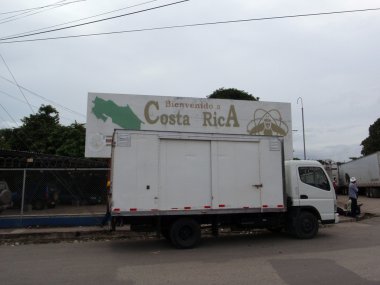 Bienvenido a
Costa Rica